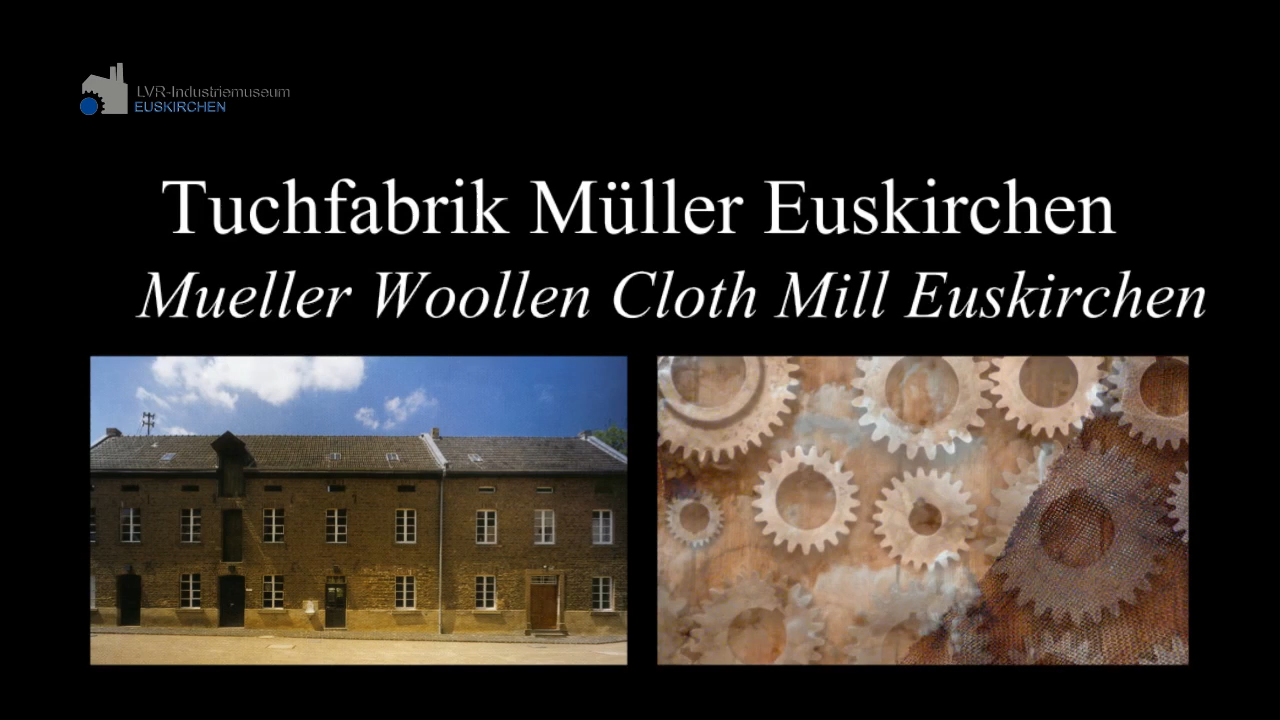 LVR-Industriemuseum
EUSKIRCHEN
Tuchfabrik Müller Euskirchen
Mueller Woollen Cloth Mill Euskirchen